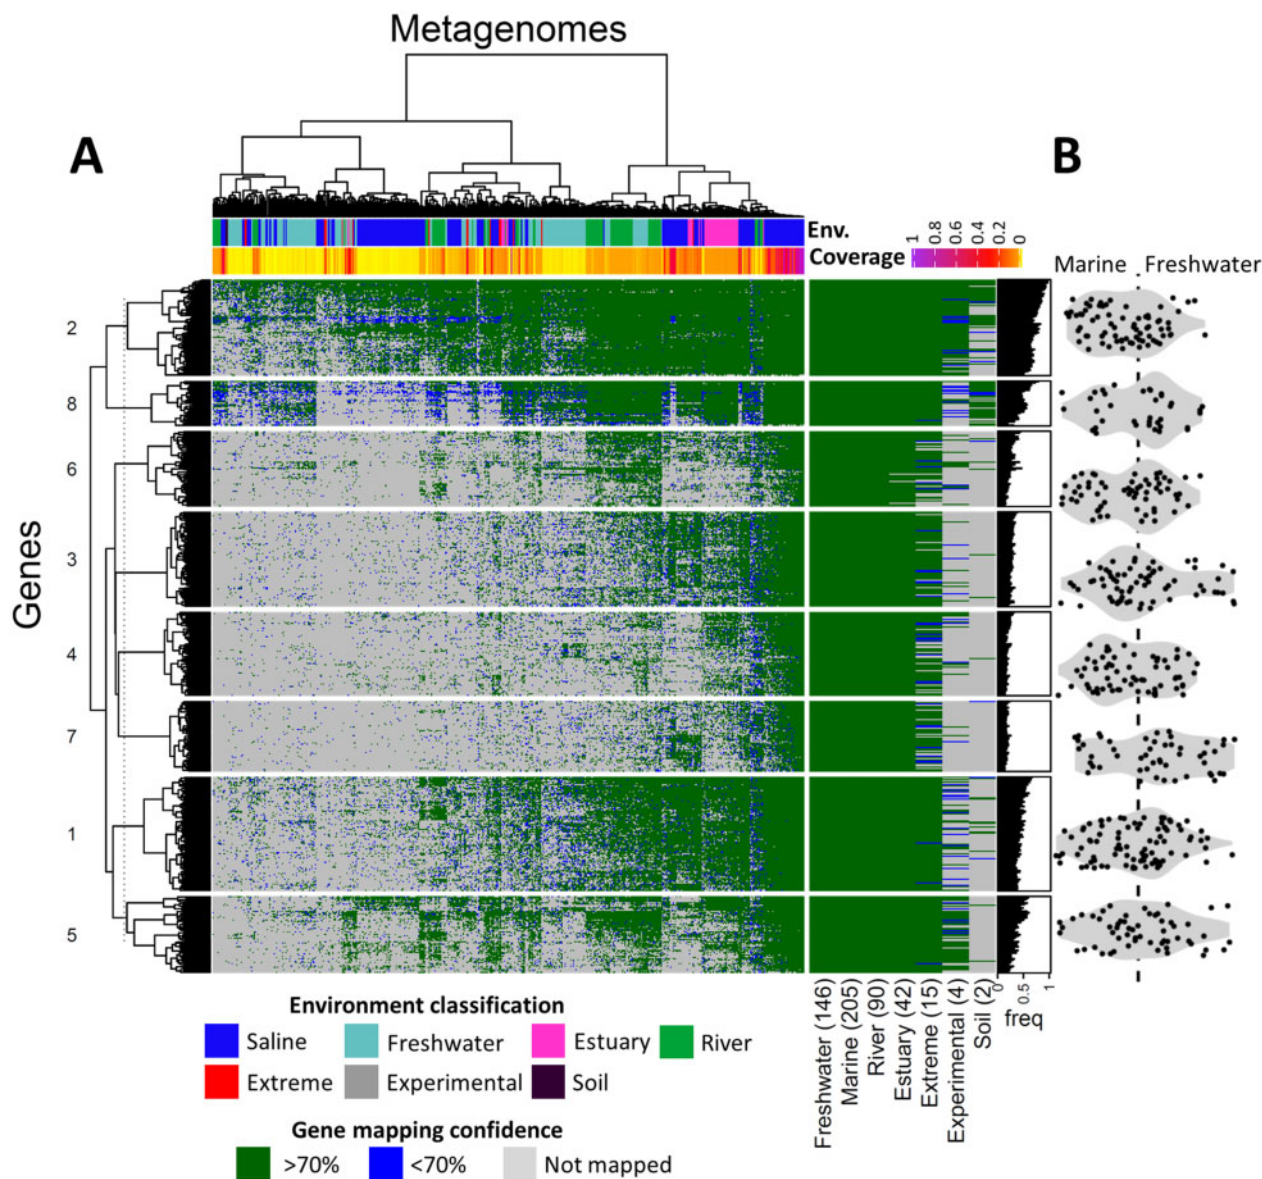 Metagenomes
A
B
Env.
Coverage
1 0.8 0.6 0.4 0.2 0
Marine Freshwater
Genes
2
8
6
3
4
7
1
5
Freshwater (146)
Marine (205)
River (90)
Estuary (42)
Extreme (15)
Experimental (4)
Soil (2)
0 0.5 1
freq
Environment classification
Saline Freshwater Estuary River
Extreme Experimental Soil
Gene mapping confidence
>70% <70% Not mapped